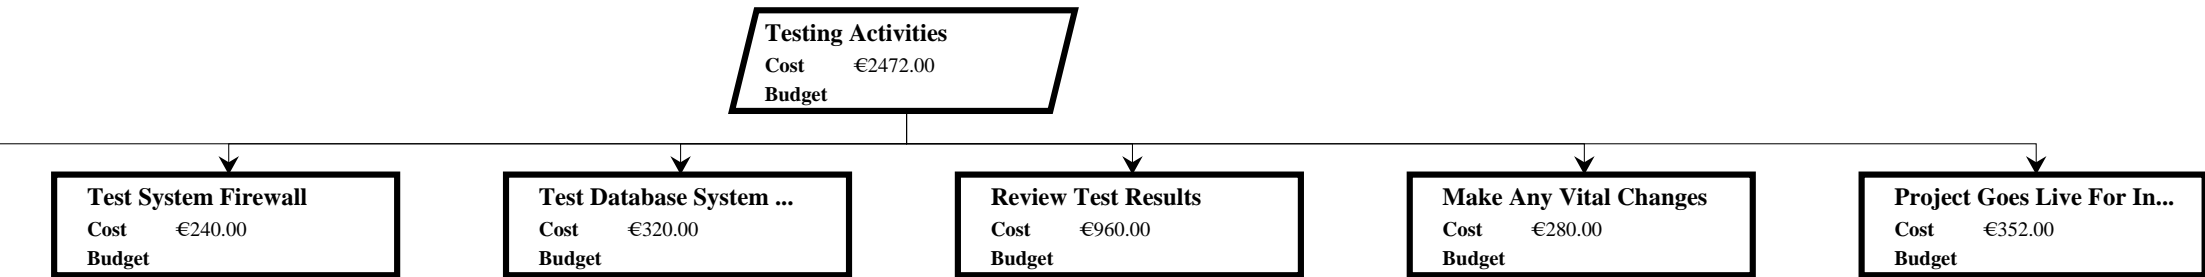 Testing Activities
Cost €2472.00
Budget
Test System Firewall
Cost €240.00
Budget
Test Database System ...
Cost €320.00
Budget
Review Test Results
Cost €960.00
Budget
Make Any Vital Changes
Cost €280.00
Budget
Project Goes Live For In...
Cost €352.00
Budget